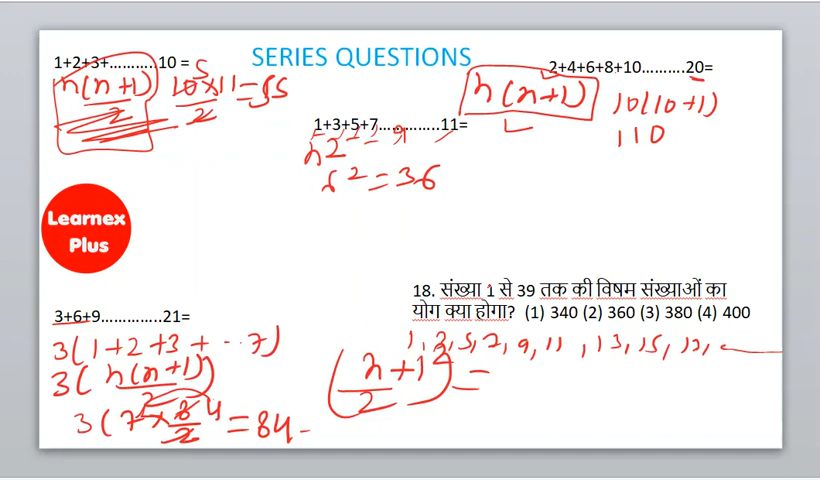 SERIES QUESTIONS
1+2+3+..........10 =
n(n+1)
2
10 x 11 = 55
2
5
2+4+6+8+10.........20=
n(n+1)
10(10+1)
110
1+3+5+7...............11=
n2
6² = 36
Learnex
Plus
3+6+9..............21=
3(1+2+3+ -- 7)
3( n(n+1) )
2
3( 7 x 8 4
2
= 84
18. संख्या 1 से 39 तक की विषम संख्याओं का
योग क्या होगा? (1) 340 (2) 360 (3) 380 (4) 400
1, 3, 5, 7, 9, 11, 13, 15, 17,
( n+1 )² =
2